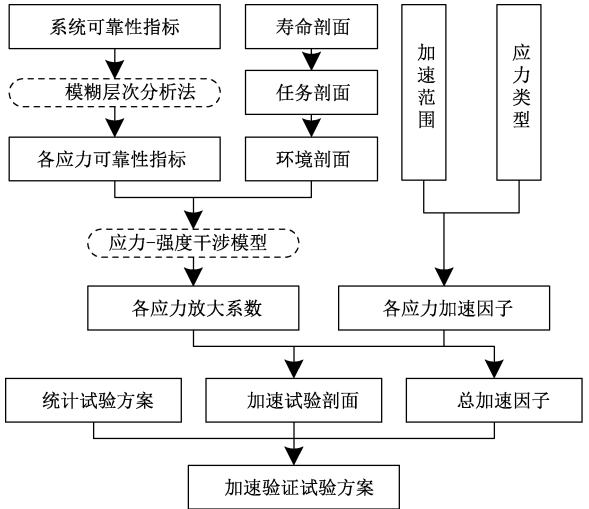 系统可靠性指标
寿命剖面
加速范围
应力类型
模糊层次分析法
任务剖面
各应力可靠性指标
环境剖面
应力-强度干涉模型
各应力放大系数
各应力加速因子
统计试验方案
加速试验剖面
总加速因子
加速验证试验方案